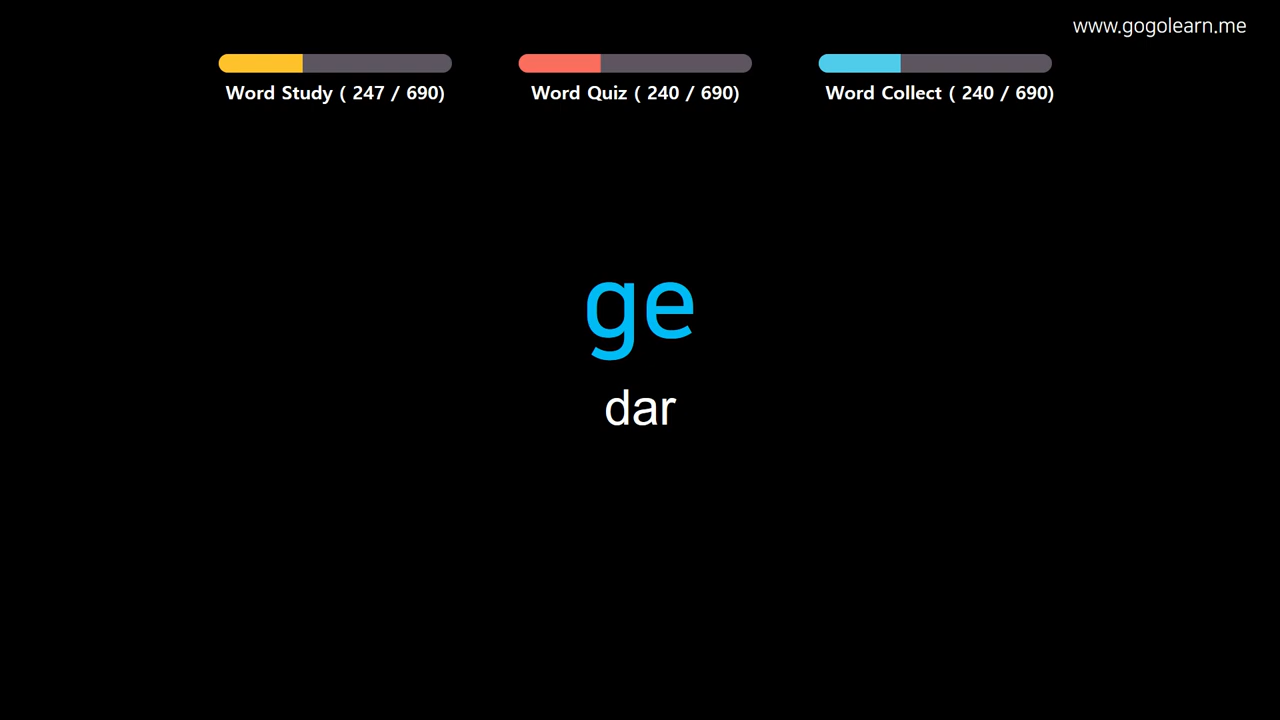 www.gogolearn.me
Word Study ( 247 / 690)
Word Quiz ( 240 / 690)
Word Collect ( 240 / 690)
ge
dar